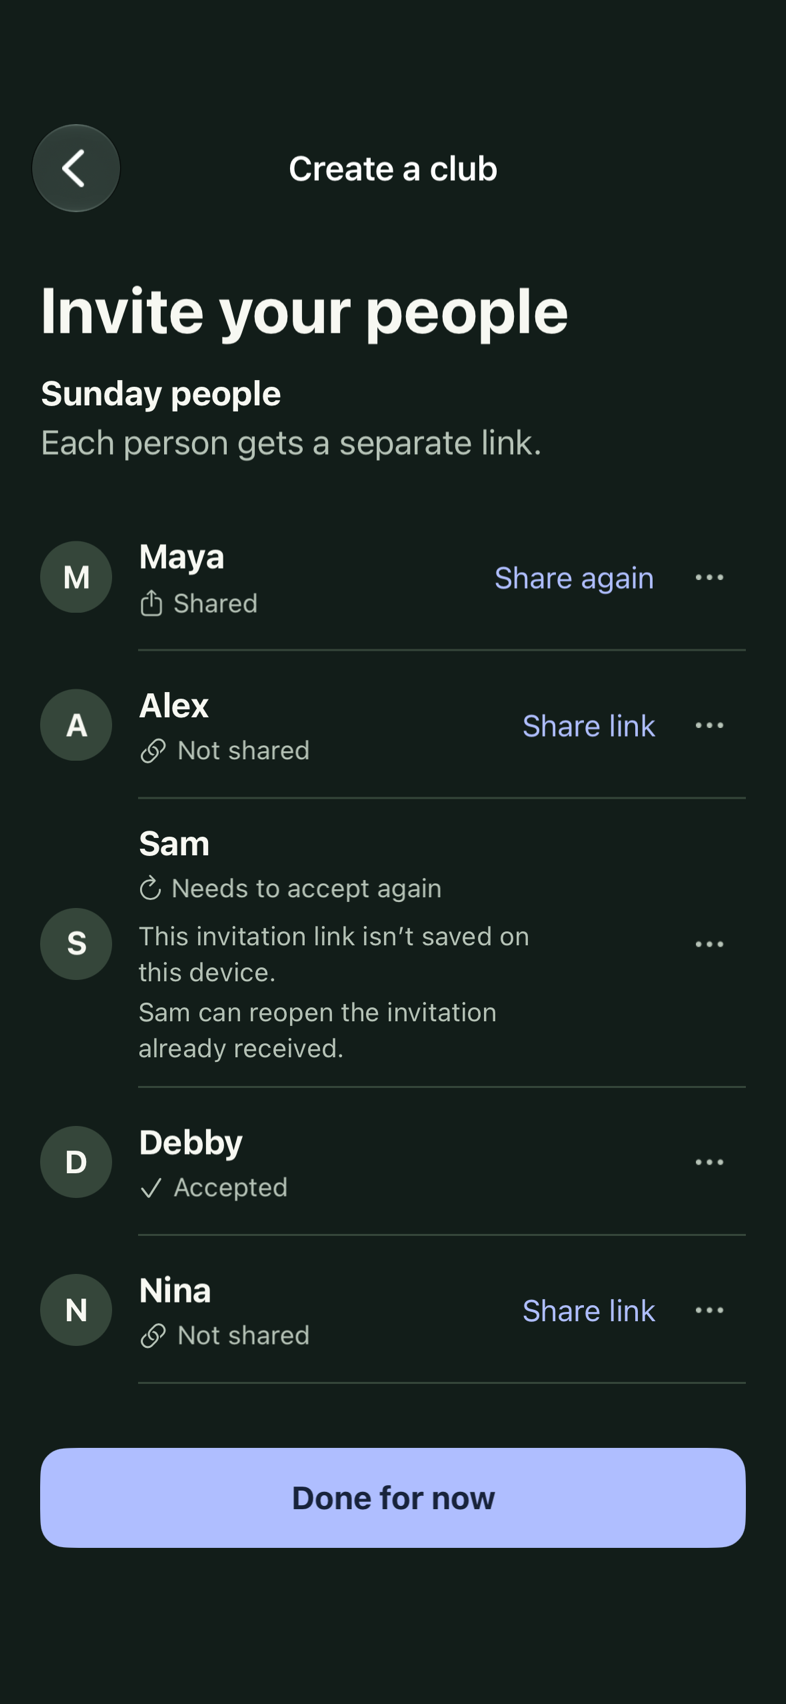 Create a club
Invite your people
Sunday people
Each person gets a separate link.
M
Maya
Shared
Share again
A
Alex
Not shared
Share link
S
Sam
Needs to accept again
This invitation link isn’t saved on
this device.
Sam can reopen the invitation
already received.
D
Debby
Accepted
N
Nina
Not shared
Share link
Done for now